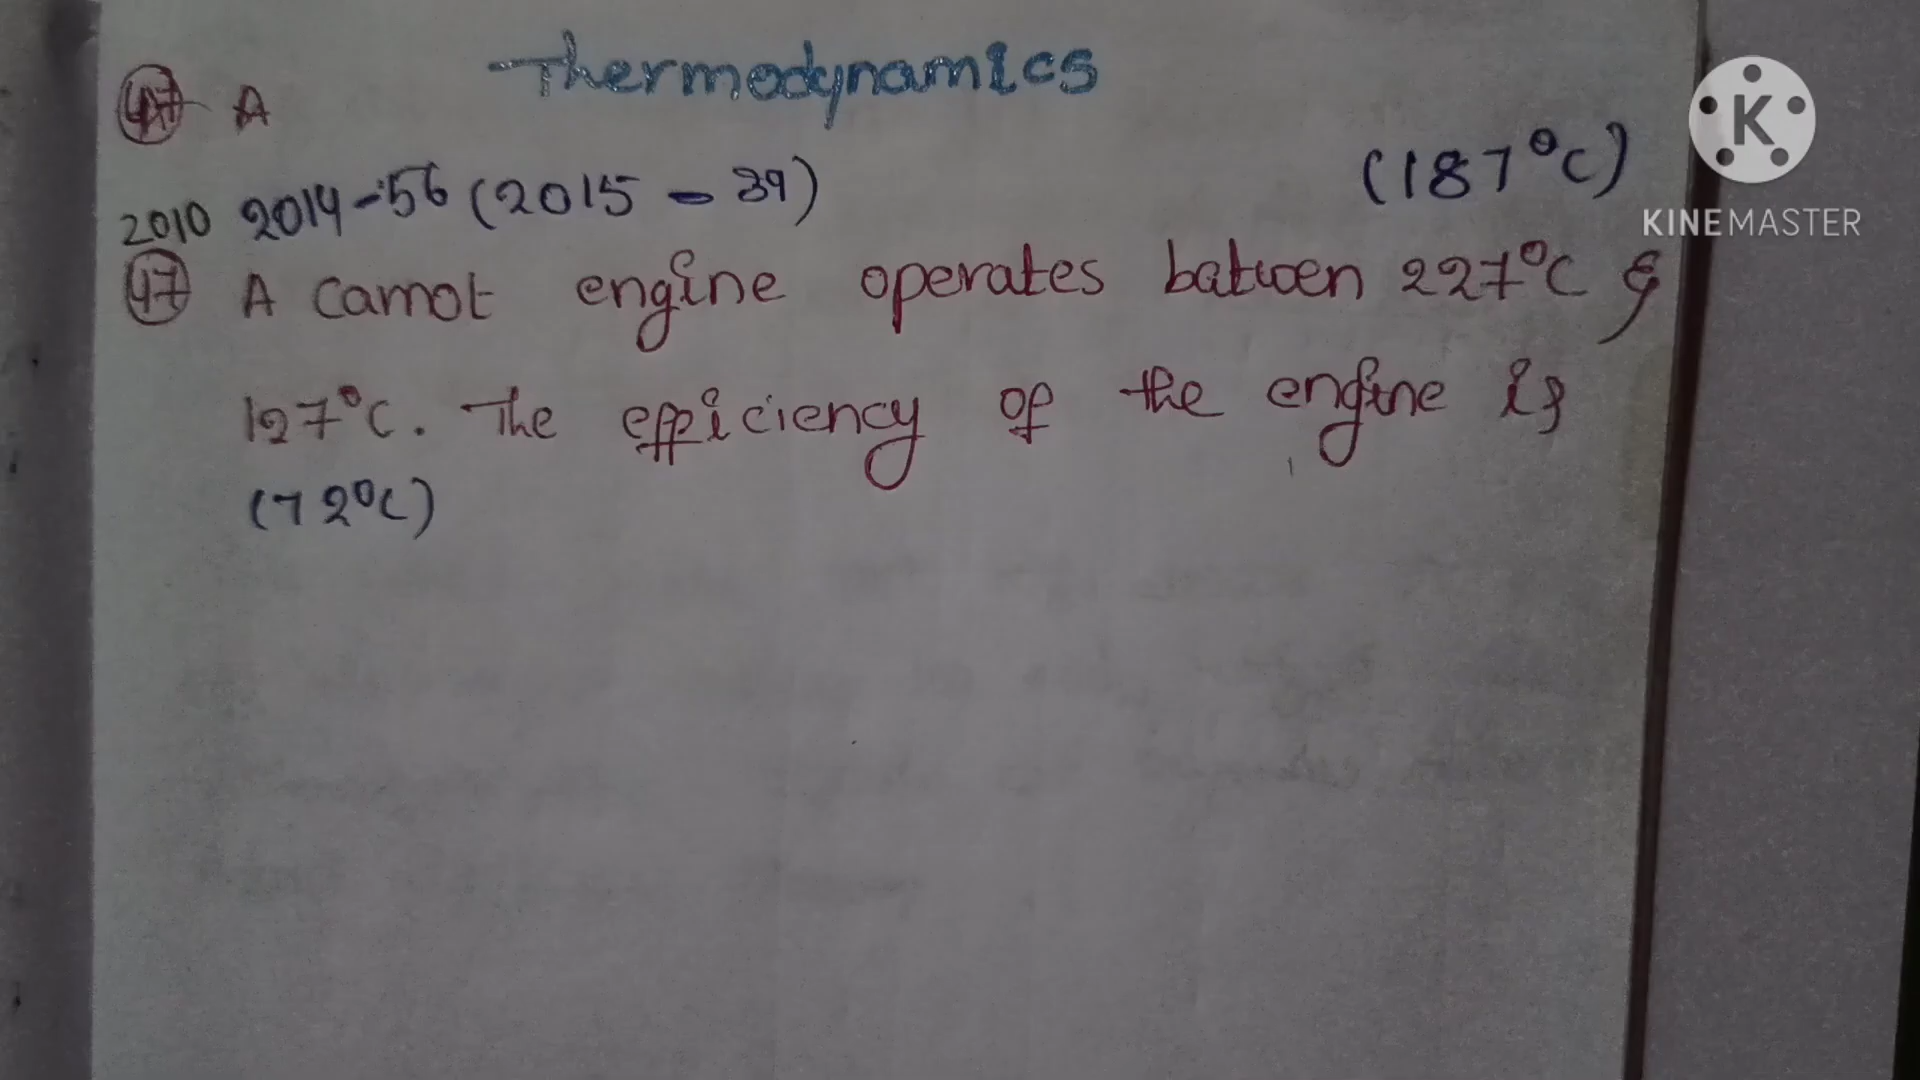 Thermodynamics
47 A
(187°C)
K
KINEMASTER
2010 2014-56 (2015 - 39)
47 A Carnot engine operates batween 227°C &
127°C. The efficiency of the engine is
(72°C)